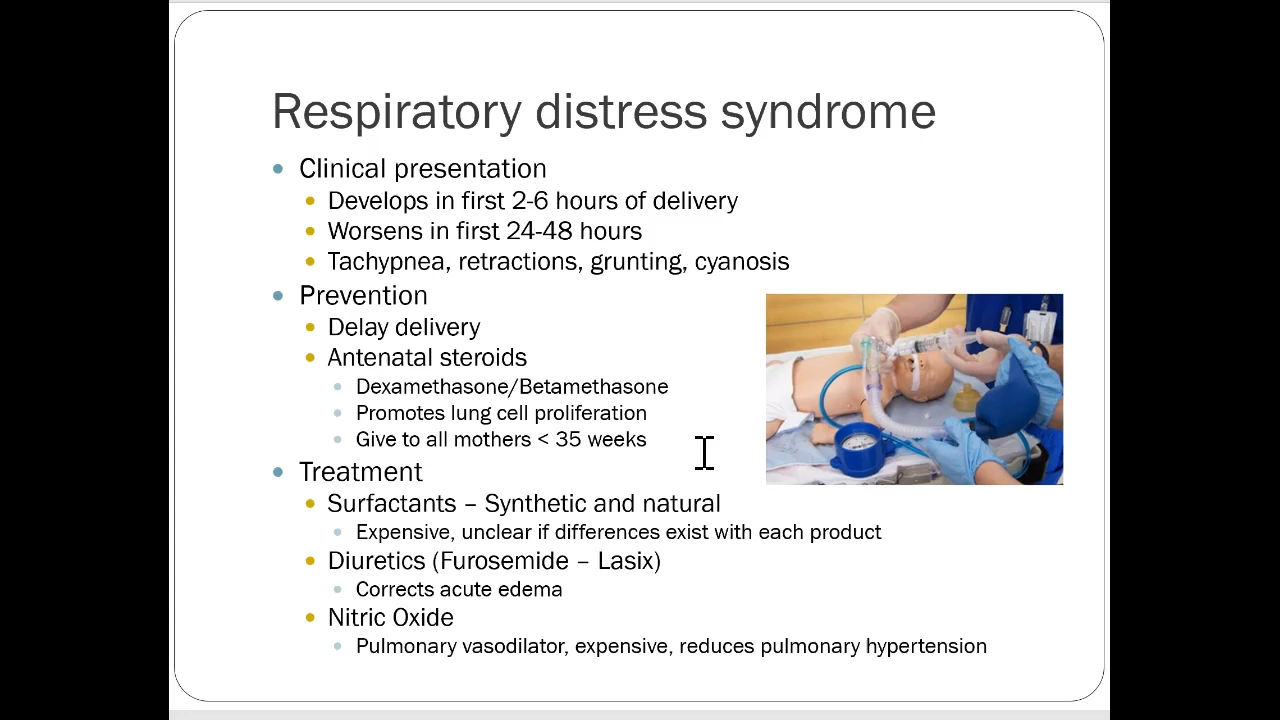 Respiratory distress syndrome
Clinical presentation
Develops in first 2-6 hours of delivery
Worsens in first 24-48 hours
Tachypnea, retractions, grunting, cyanosis
Prevention
Delay delivery
Antenatal steroids
Dexamethasone/Betamethasone
Promotes lung cell proliferation
Give to all mothers < 35 weeks
Treatment
Surfactants – Synthetic and natural
Expensive, unclear if differences exist with each product
Diuretics (Furosemide – Lasix)
Corrects acute edema
Nitric Oxide
Pulmonary vasodilator, expensive, reduces pulmonary hypertension